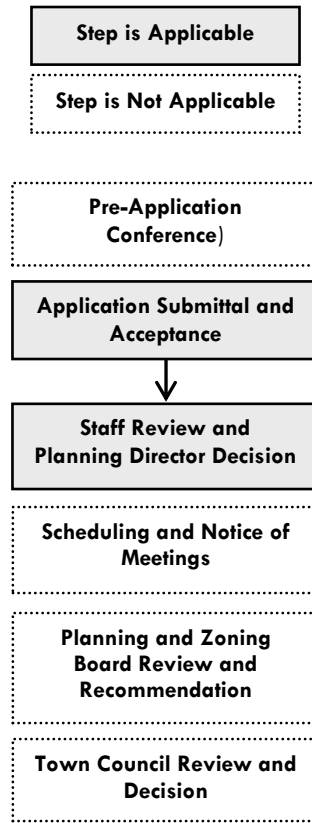 Step is Applicable
Step is Not Applicable
Pre-Application
Conference)
Application Submittal and
Acceptance
Staff Review and
Planning Director Decision
Scheduling and Notice of
Meetings
Planning and Zoning
Board Review and
Recommendation
Town Council Review and
Decision